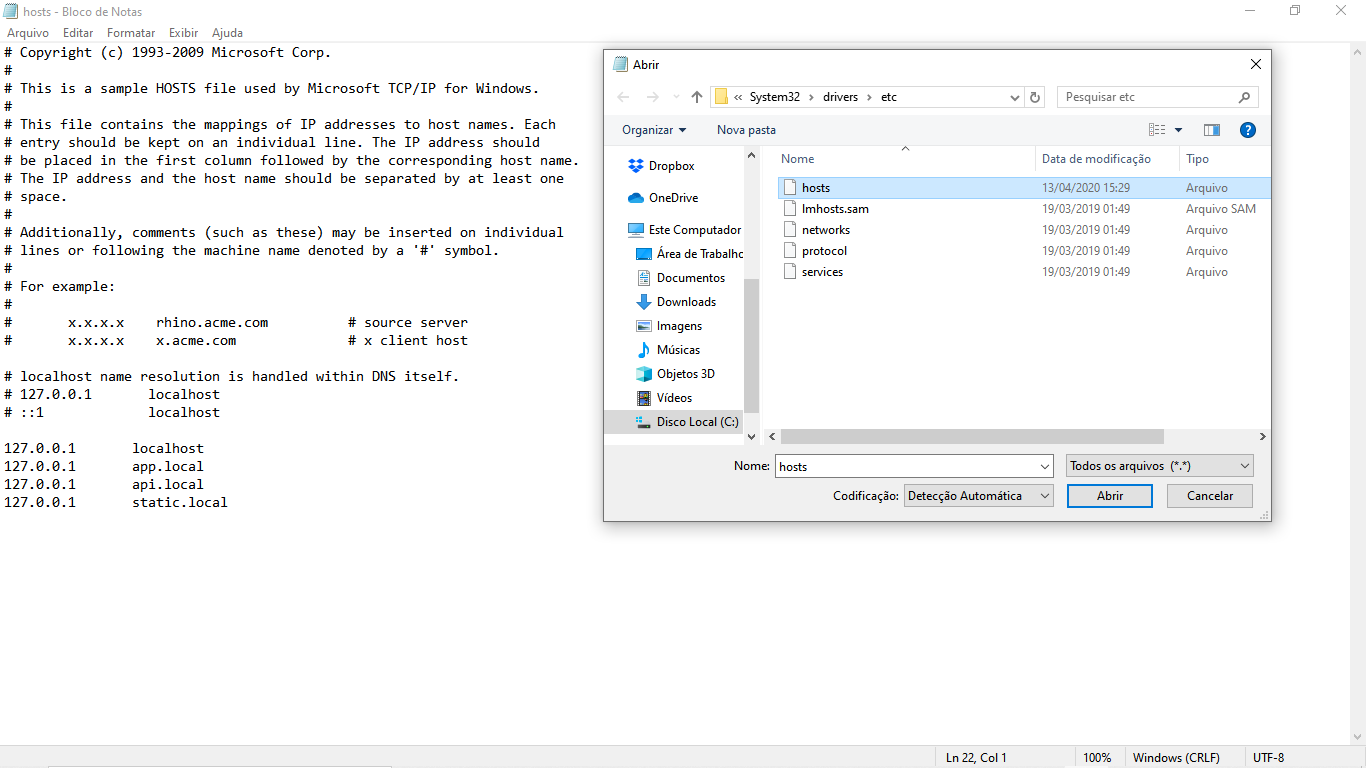 hosts - Bloco de Notas
Arquivo Editar Formatar Exibir Ajuda
# Copyright (c) 1993-2009 Microsoft Corp.
#
# This is a sample HOSTS file used by Microsoft TCP/IP for Windows.
#
# This file contains the mappings of IP addresses to host names. Each
# entry should be kept on an individual line. The IP address should
# be placed in the first column followed by the corresponding host name.
# The IP address and the host name should be separated by at least one
# space.
#
# Additionally, comments (such as these) may be inserted on individual
# lines or following the machine name denoted by a '#' symbol.
#
# For example:
#
# x.x.x.x rhino.acme.com # source server
# x.x.x.x x.acme.com # x client host
# localhost name resolution is handled within DNS itself.
# 127.0.0.1 localhost
# ::1 localhost
127.0.0.1 localhost
127.0.0.1 app.local
127.0.0.1 api.local
127.0.0.1 static.local
Abrir
« System32 › drivers › etc
Pesquisar etc
Organizar Nova pasta
Dropbox
OneDrive
Este Computador
Área de Trabalho
Documentos
Downloads
Imagens
Músicas
Objetos 3D
Vídeos
Disco Local (C:)
Nome Data de modificação Tipo
hosts 13/04/2020 15:29 Arquivo
lmhosts.sam 19/03/2019 01:49 Arquivo SAM
networks 19/03/2019 01:49 Arquivo
protocol 19/03/2019 01:49 Arquivo
services 19/03/2019 01:49 Arquivo
Nome: hosts Todos os arquivos (*.*)
Codificação: Detecção Automática Abrir Cancelar
Ln 22, Col 1 100% Windows (CRLF) UTF-8